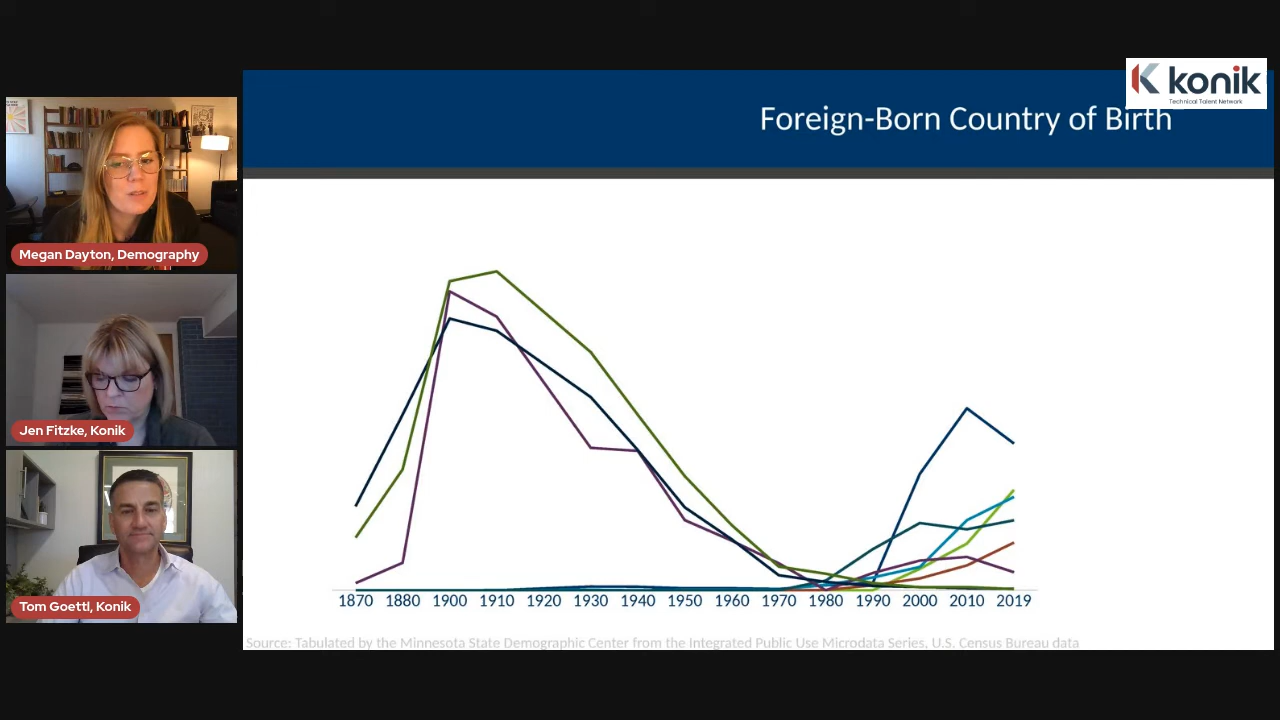 konik
Technical Talent Network
Foreign-Born Country of Birth
Megan Dayton, Demography
Jen Fitzke, Konik
Tom Goettl, Konik
1870 1880 1900 1910 1920 1930 1940 1950 1960 1970 1980 1990 2000 2010 2019
Source: Tabulated by the Minnesota State Demographic Center from the Integrated Public Use Microdata Series, U.S. Census Bureau data